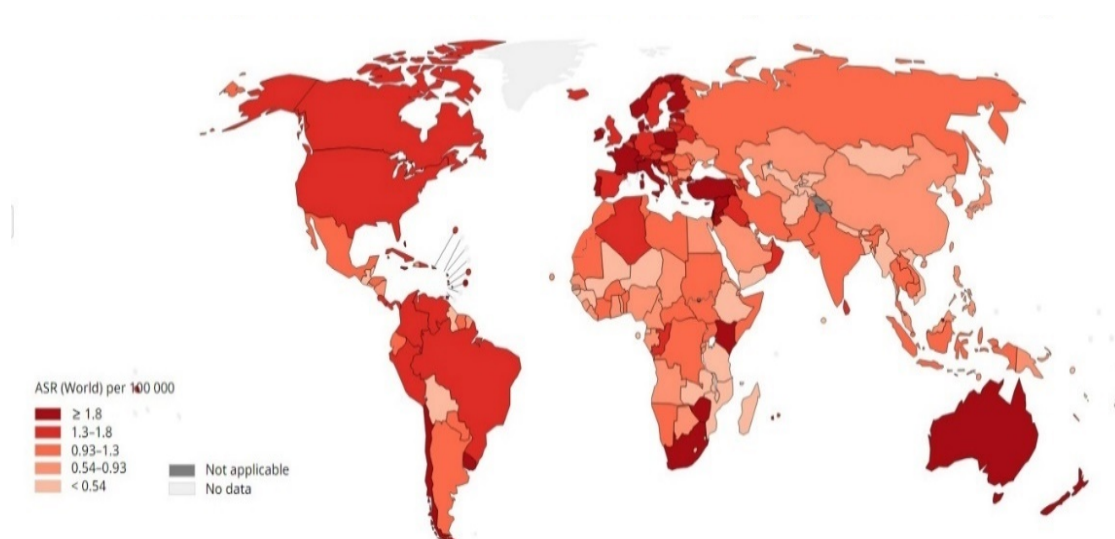 ASR (World) per 100 000
≥ 1.8
1.3–1.8
0.93–1.3
0.54–0.93
< 0.54
Not applicable
No data